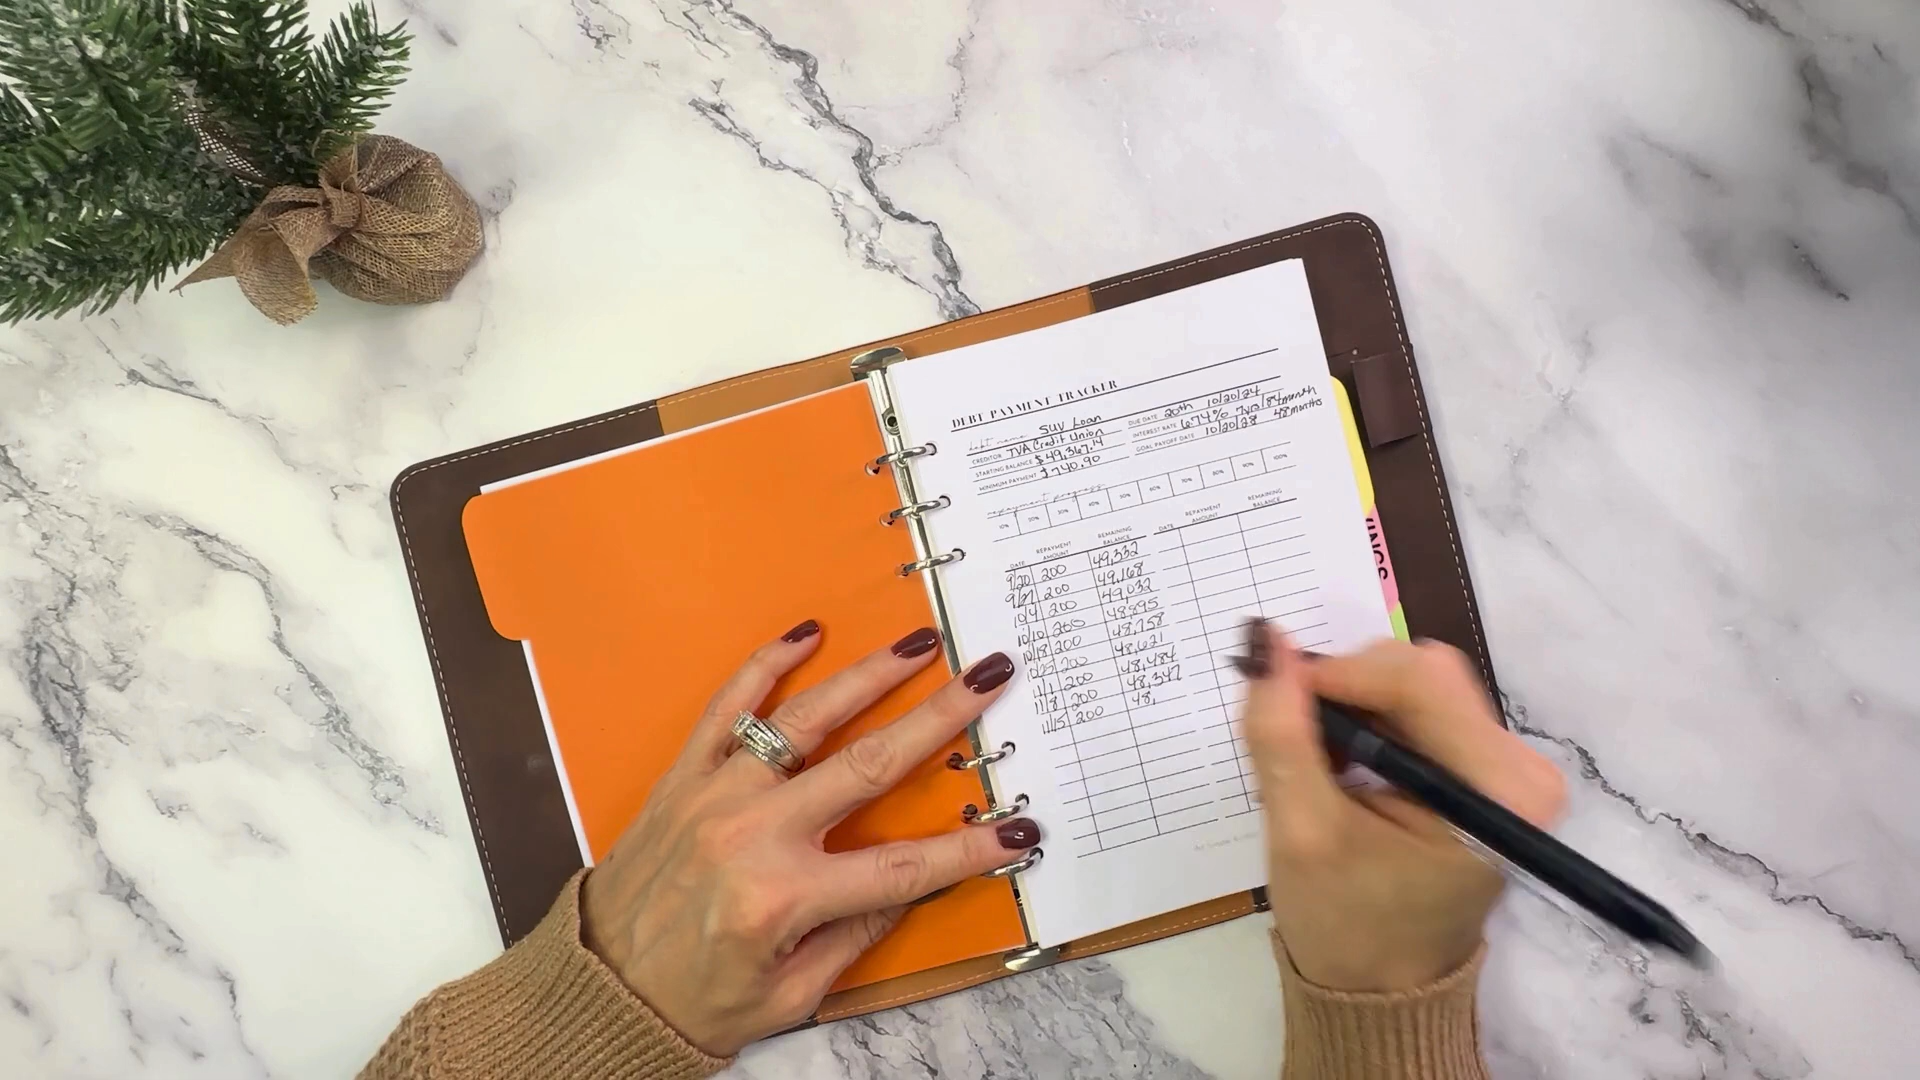 DEBT PAYMENT TRACKER
debt name SUV Loan
CREDITOR TVA Credit Union
STARTING BALANCE $49,367.14
MINIMUM PAYMENT $740.90
DUE DATE 20th 10/20/24
INTEREST RATE 6.74% 740/84month
GOAL PAYOFF DATE 10/20/28 48 months
repayment progress
10% 20% 30% 40% 50% 60% 70% 80% 90% 100%
DATE REPAYMENT AMOUNT REMAINING BALANCE DATE REPAYMENT AMOUNT REMAINING BALANCE
9/20 200 49,332
9/27 200 49,168
10/4 200 49,032
10/10 200 48,895
10/18 200 48,758
10/25 200 48,621
11/1 200 48,484
11/8 200 48,347
11/15 200 48,
INGS